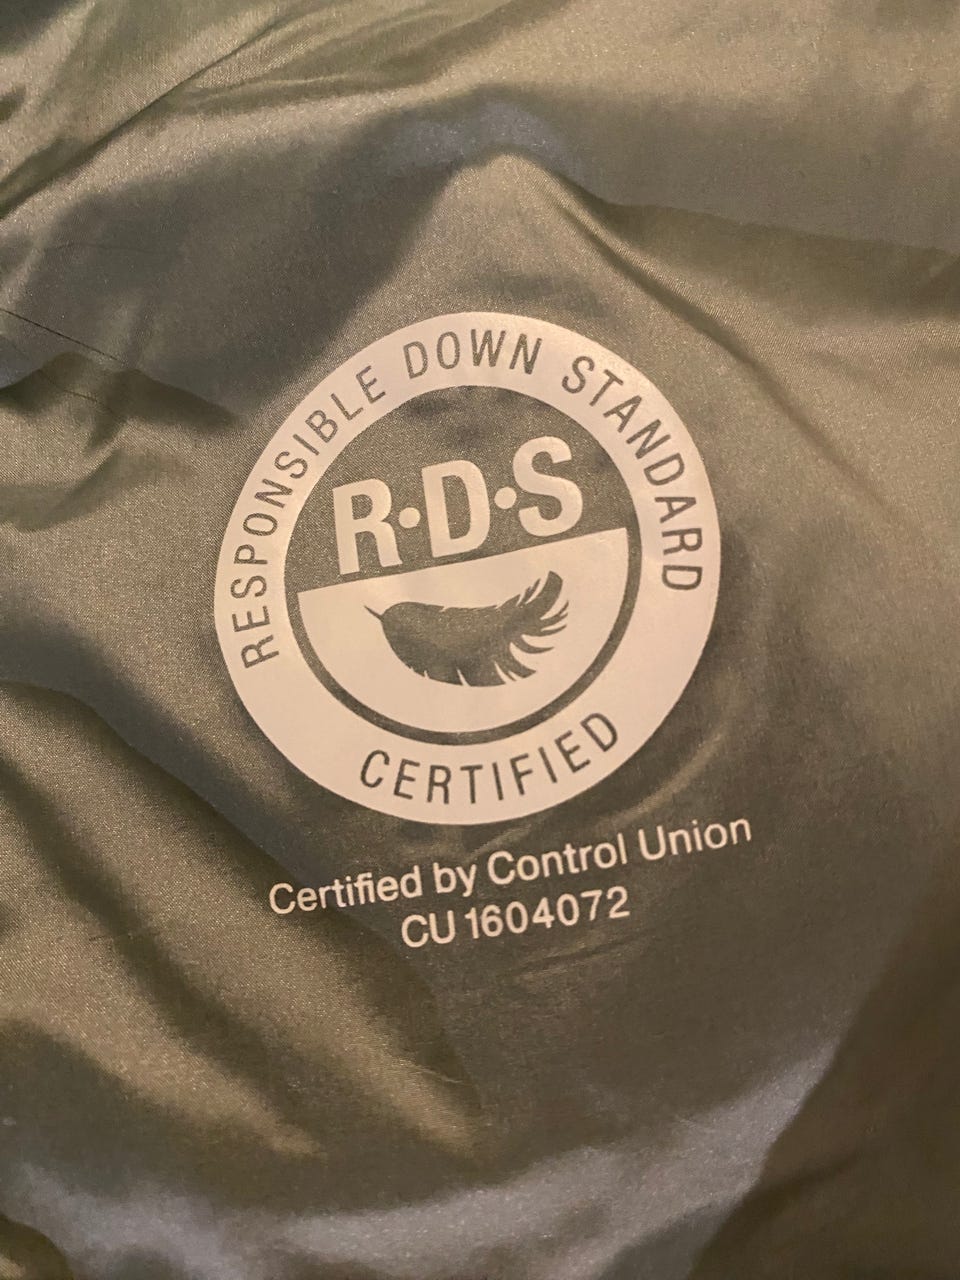 RESPONSIBLE DOWN STANDARD
R·D·S
CERTIFIED
Certified by Control Union
CU 1604072